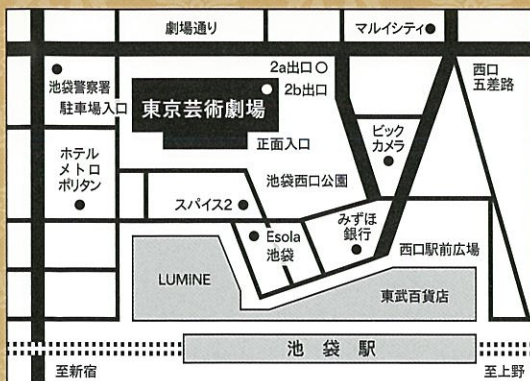 劇場通り
マルイシティ
池袋警察署
駐車場入口
2a出口
2b出口
西口
五差路
東京芸術劇場
正面入口
ビック
カメラ
ホテル
メトロ
ポリタン
池袋西口公園
スパイス2
Esola
池袋
みずほ
銀行
西口駅前広場
LUMINE
東武百貨店
池袋駅
至新宿
至上野